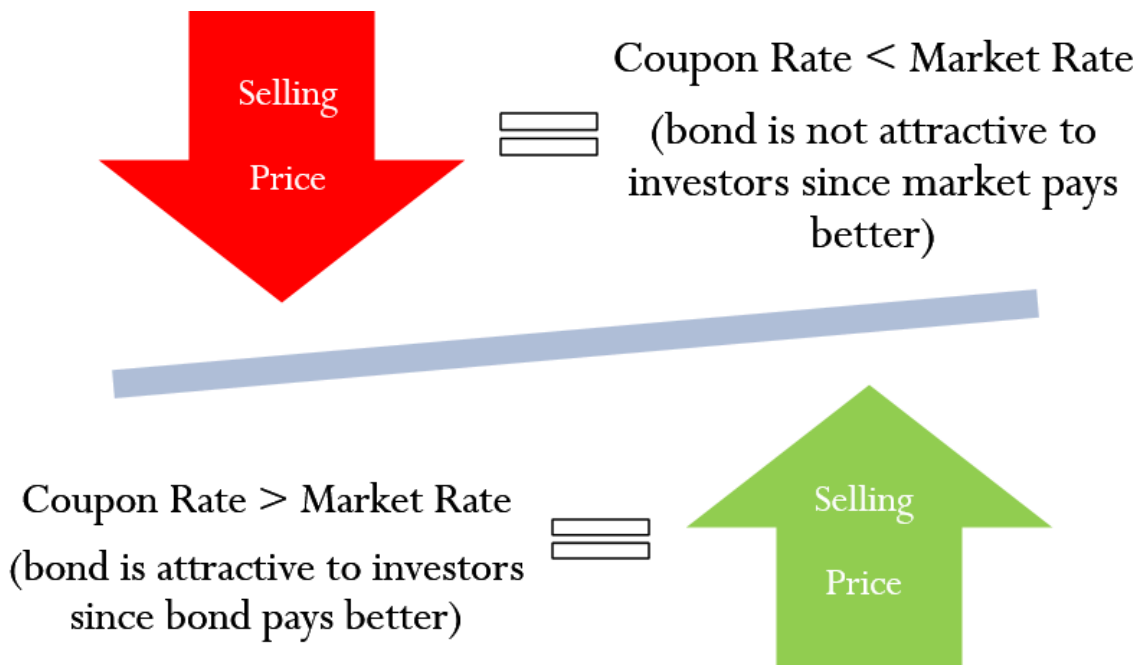 Selling
Price
Coupon Rate < Market Rate
(bond is not attractive to
investors since market pays
better)
Coupon Rate > Market Rate
(bond is attractive to investors
since bond pays better)
Selling
Price